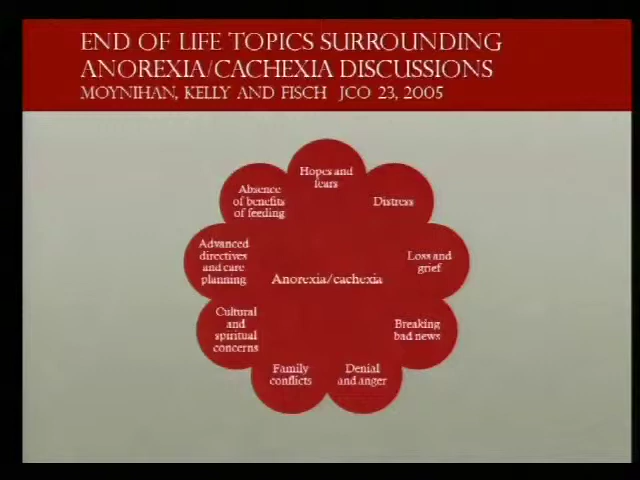 END OF LIFE TOPICS SURROUNDING
ANOREXIA/CACHEXIA DISCUSSIONS
MOYNIHAN, KELLY AND FISCH JCO 23, 2005
Hopes and
fears
Distress
Loss and
grief
Breaking
bad news
Denial
and anger
Family
conflicts
Cultural
and
spiritual
concerns
Advanced
directives
and care
planning
Absence
of benefits
of feeding
Anorexia/cachexia